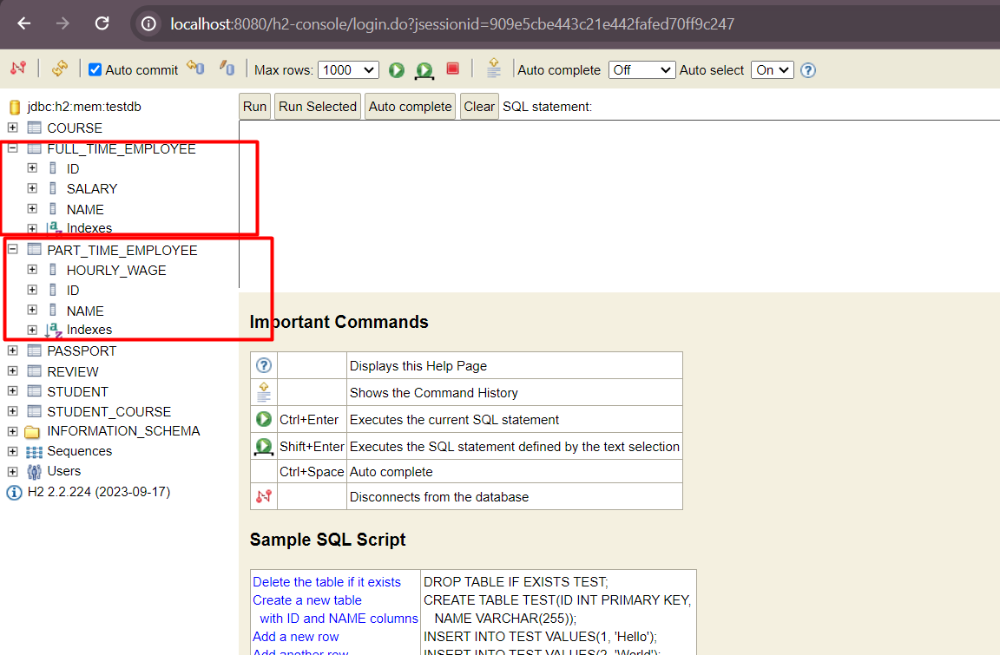 localhost:8080/h2-console/login.do?jsessionid=909e5cbe443c21e442fafed70ff9c247
Auto commit Max rows: 1000 Auto complete Off Auto select On
jdbc:h2:mem:testdb
COURSE
FULL_TIME_EMPLOYEE
ID
SALARY
NAME
Indexes
PART_TIME_EMPLOYEE
HOURLY_WAGE
ID
NAME
Indexes
PASSPORT
REVIEW
STUDENT
STUDENT_COURSE
INFORMATION_SCHEMA
Sequences
Users
H2 2.2.224 (2023-09-17)
Run Run Selected Auto complete Clear SQL statement:
Important Commands
Displays this Help Page
Shows the Command History
Ctrl+Enter Executes the current SQL statement
Shift+Enter Executes the SQL statement defined by the text selection
Ctrl+Space Auto complete
Disconnects from the database
Sample SQL Script
Delete the table if it exists DROP TABLE IF EXISTS TEST;
Create a new table CREATE TABLE TEST(ID INT PRIMARY KEY,
with ID and NAME columns NAME VARCHAR(255));
Add a new row INSERT INTO TEST VALUES(1, 'Hello');
Add another row INSERT INTO TEST VALUES(2, 'World');